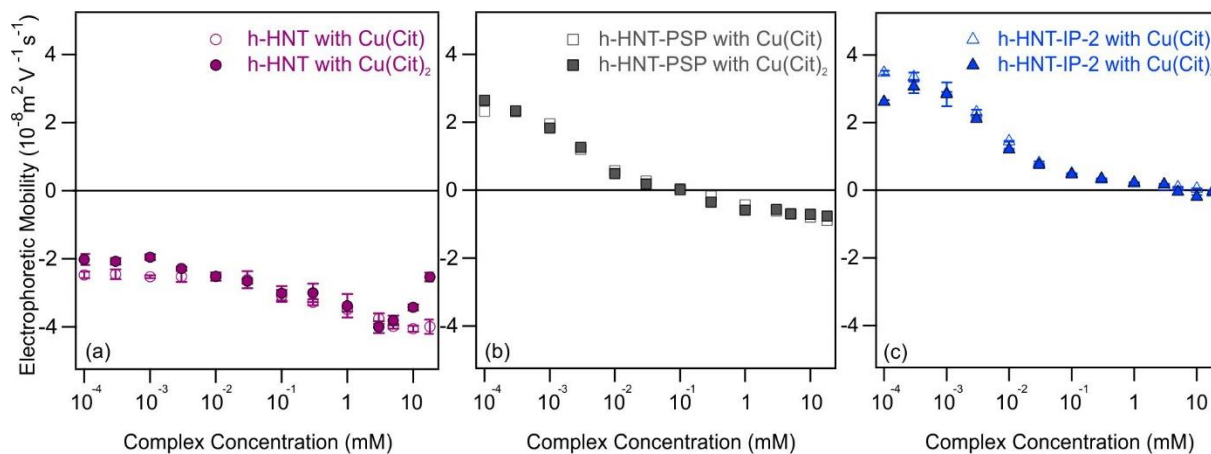 Electrophoretic Mobility (10⁻⁸m² V⁻¹ s⁻¹)
4
2
0
-2
-4
h-HNT with Cu(Cit)
h-HNT with Cu(Cit)₂
(a)
10⁻⁴ 10⁻³ 10⁻² 10⁻¹ 1 10
Complex Concentration (mM)
4
2
0
-2
-4
h-HNT-PSP with Cu(Cit)
h-HNT-PSP with Cu(Cit)₂
(b)
10⁻⁴ 10⁻³ 10⁻² 10⁻¹ 1 10
Complex Concentration (mM)
4
2
0
-2
-4
h-HNT-IP-2 with Cu(Cit)
h-HNT-IP-2 with Cu(Cit)
(c)
10⁻⁴ 10⁻³ 10⁻² 10⁻¹ 1 10
Complex Concentration (mM)